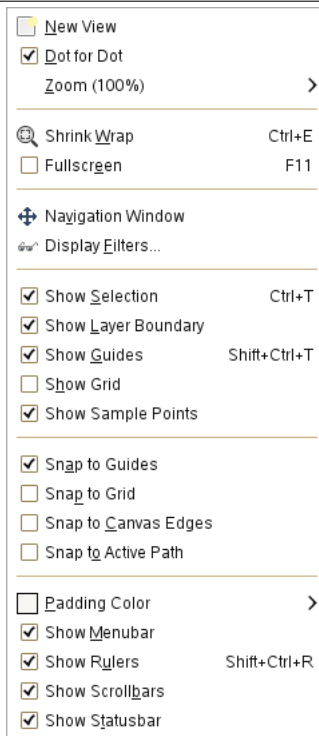 New View
Dot for Dot
Zoom (100%)
Shrink Wrap Ctrl+E
Fullscreen F11
Navigation Window
Display Filters...
Show Selection Ctrl+T
Show Layer Boundary
Show Guides Shift+Ctrl+T
Show Grid
Show Sample Points
Snap to Guides
Snap to Grid
Snap to Canvas Edges
Snap to Active Path
Padding Color
Show Menubar
Show Rulers Shift+Ctrl+R
Show Scrollbars
Show Statusbar